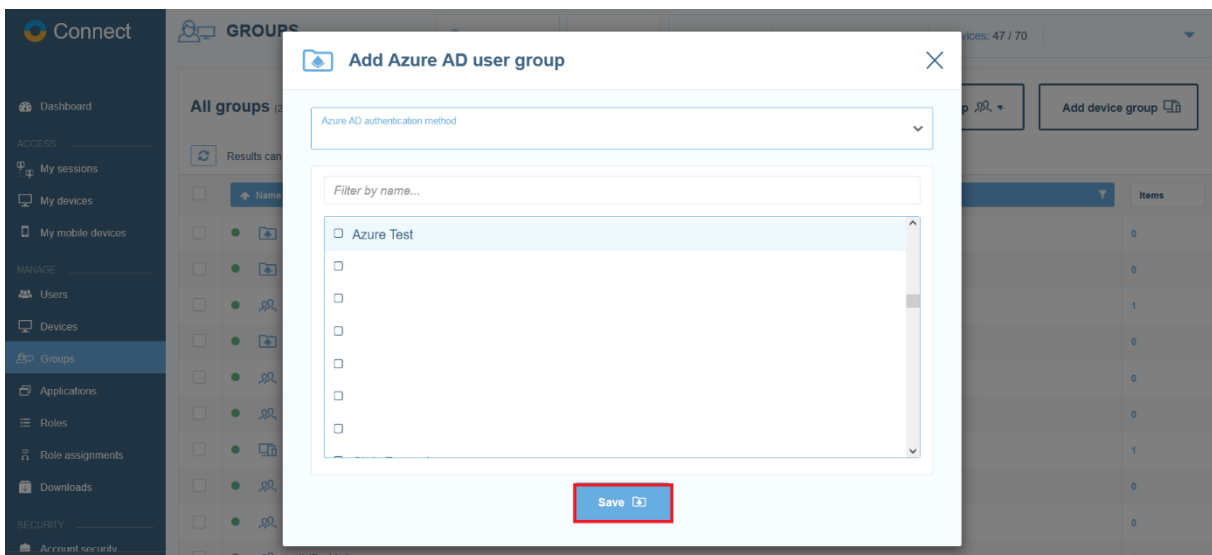 Connect
GROUPS
vices: 47 / 70
Add Azure AD user group
Dashboard
All groups (2
Azure AD authentication method
p
Add device group
ACCESS
Results can
My sessions
Filter by name...
Name
Items
My devices
Azure Test
My mobile devices
0
MANAGE
0
Users
1
Devices
0
Groups
0
Applications
0
Roles
1
Role assignments
0
Downloads
Save
0
SECURITY
Account security